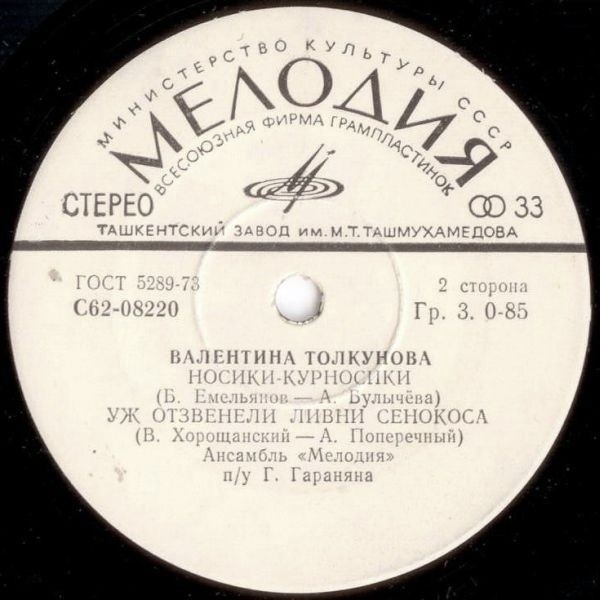 МИНИСТЕРСТВО КУЛЬТУРЫ СССР
МЕЛОДИЯ
ВСЕСОЮЗНАЯ ФИРМА ГРАМПЛАСТИНОК
СТЕРЕО
33
ТАШКЕНТСКИЙ ЗАВОД ИМ. М.Т. ТАШМУХАМЕДОВА
ГОСТ 5289-73
2 сторона
С62-08220
Гр. 3. 0-85
ВАЛЕНТИНА ТОЛКУНОВА
НОСИКИ-КУРНОСИКИ
(Б. Емельянов — А. Булычёва)
УЖ ОТЗВЕНЕЛИ ЛИВНИ СЕНОКОСА
(В. Хорощанский — А. Поперечный)
Ансамбль «Мелодия»
п/у Г. Гараняна